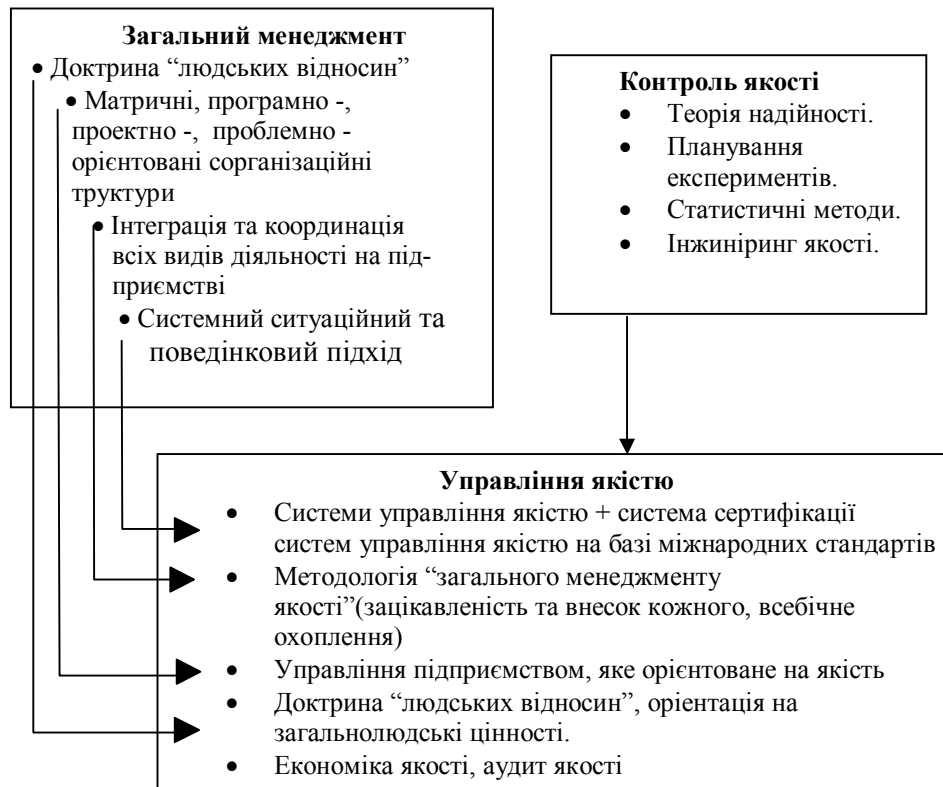 Загальний менеджмент
• Доктрина “людських відносин”
• Матричні, програмно -,
проектно -, проблемно -
орієнтовані сорганізаційні
труктури
• Інтеграція та координація
всіх видів діяльності на під-
приємстві
• Системний ситуаційний та
поведінковий підхід
Контроль якості
• Теорія надійності.
• Планування
експериментів.
• Статистичні методи.
• Інжиніринг якості.
Управління якістю
• Системи управління якістю + система сертифікації
систем управління якістю на базі міжнародних стандартів
• Методологія “загального менеджменту
якості”(зацікавленість та внесок кожного, всебічне
охоплення)
• Управління підприємством, яке орієнтоване на якість
• Доктрина “людських відносин”, оріентація на
загальнолюдські цінності.
• Економіка якості, аудит якості